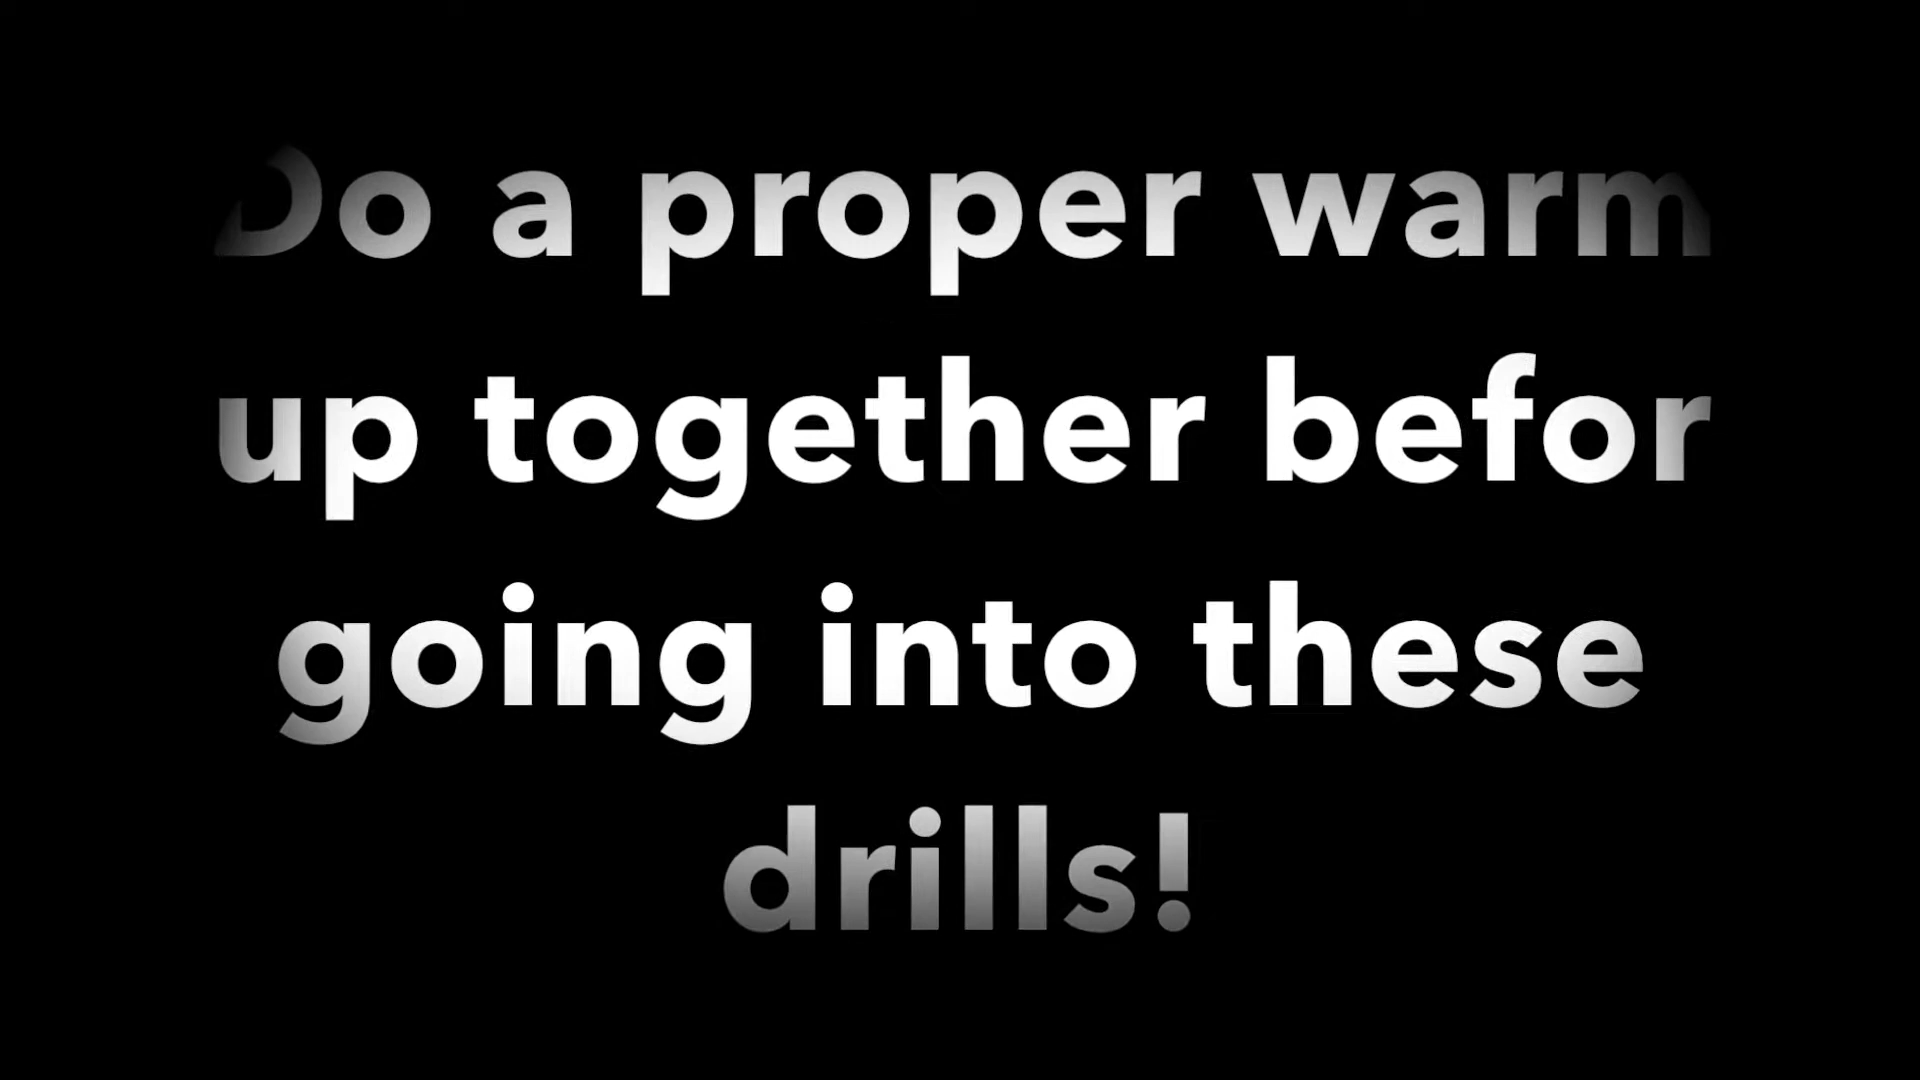 Do a proper warm
up together befor
going into these
drills!